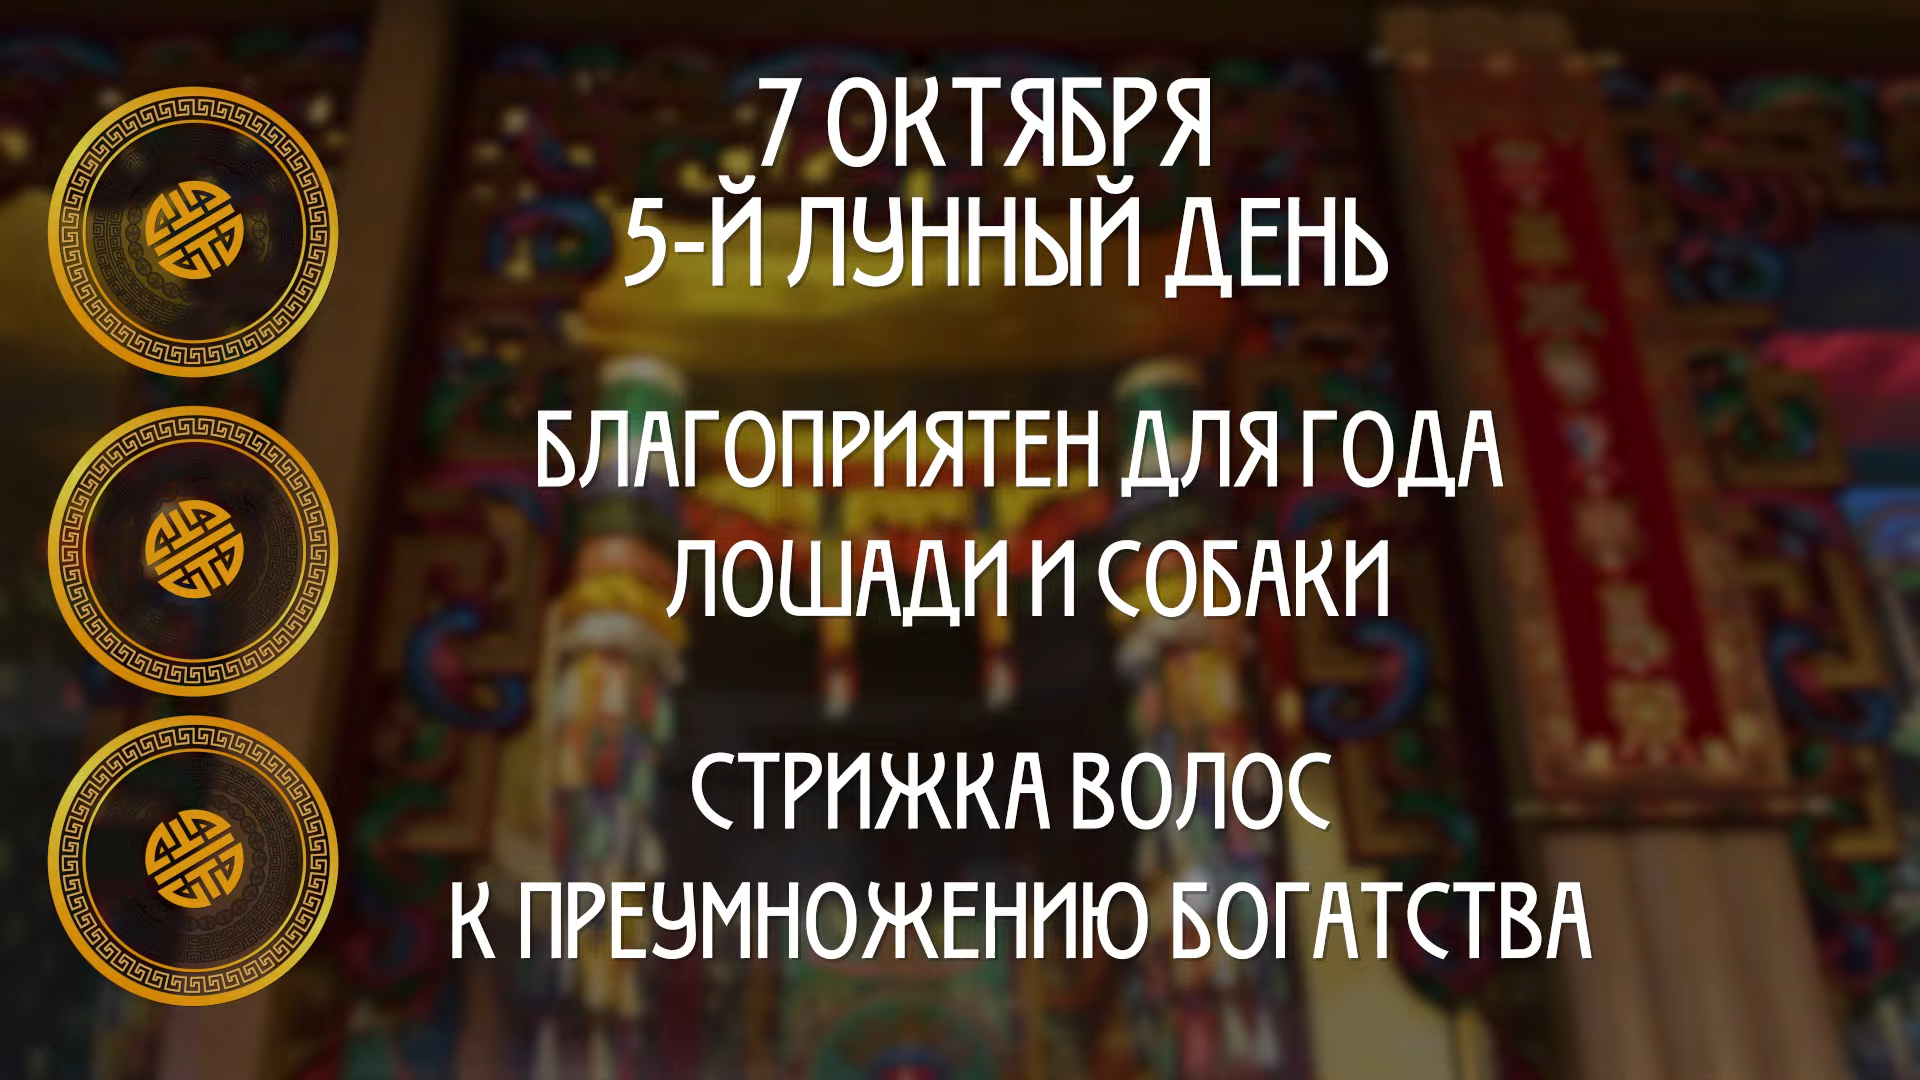 7 ОКТЯБРЯ
5-Й ЛУННЫЙ ДЕНЬ
БЛАГОПРИЯТЕН ДЛЯ ГОДА
ЛОШАДИ И СОБАКИ
СТРИЖКА ВОЛОС
К ПРЕУМНОЖЕНИЮ БОГАТСТВА